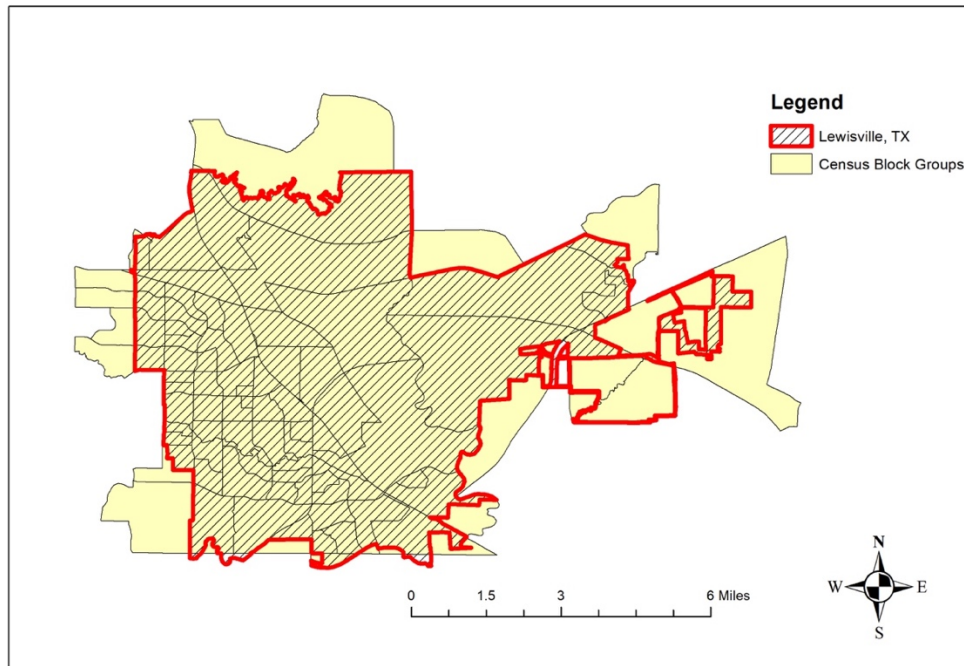 Legend
Lewisville, TX
Census Block Groups
N
W E
S
0 1.5 3 6 Miles